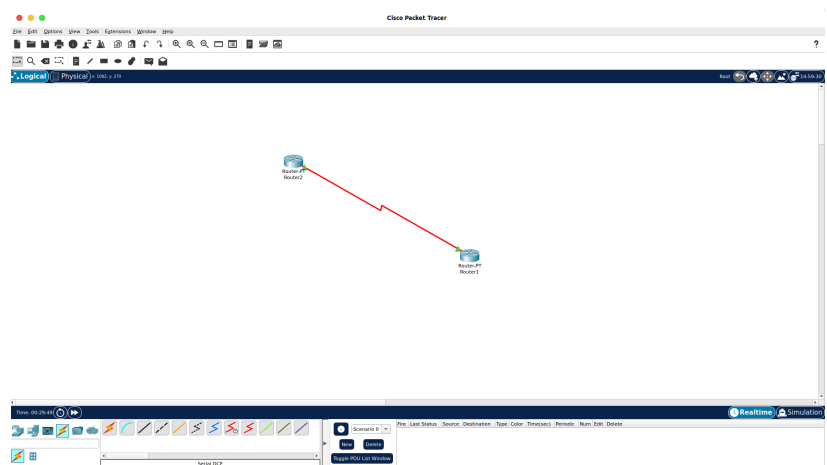 Cisco Packet Tracer
File Edit Options View Tools Extensions Window Help
?
Logical Physical x: 1092, y: 270 Root 14:59:30
Router-PT
Router2
Router-PT
Router1
Time: 00:29:49 Realtime Simulation
Scenario 0
New Delete
Toggle PDU List Window
Fire Last Status Source Destination Type Color Time(sec) Periodic Num Edit Delete
Serial DCE